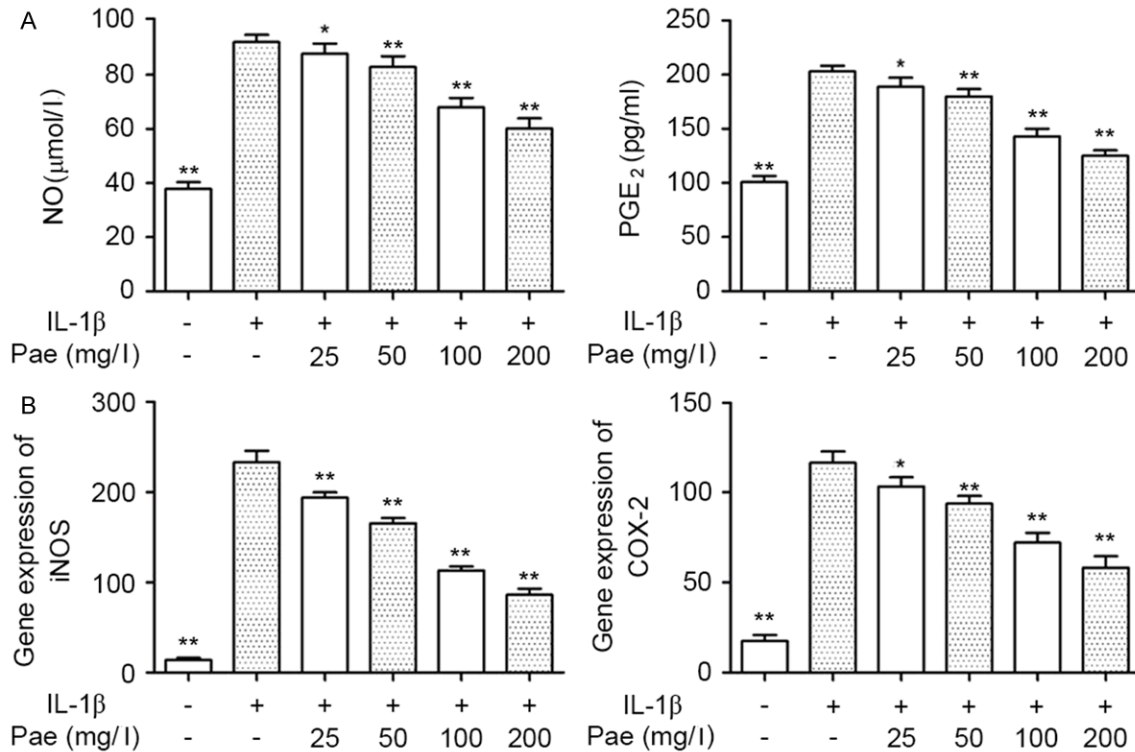 A
NO(μmol/l)
100
80
60
40
20
0
**
*
**
**
**
IL-1β - + + + + +
Pae (mg/l) - - 25 50 100 200
PGE2 (pg/ml)
250
200
150
100
50
0
**
*
**
**
**
IL-1β - + + + + +
Pae (mg/l) - - 25 50 100 200
B
Gene expression of
iNOS
300
200
100
0
**
**
**
**
**
IL-1β - + + + + +
Pae (mg/l) - - 25 50 100 200
Gene expression of
COX-2
150
100
50
0
**
*
**
**
**
IL-1β - + + + + +
Pae (mg/l) - - 25 50 100 200